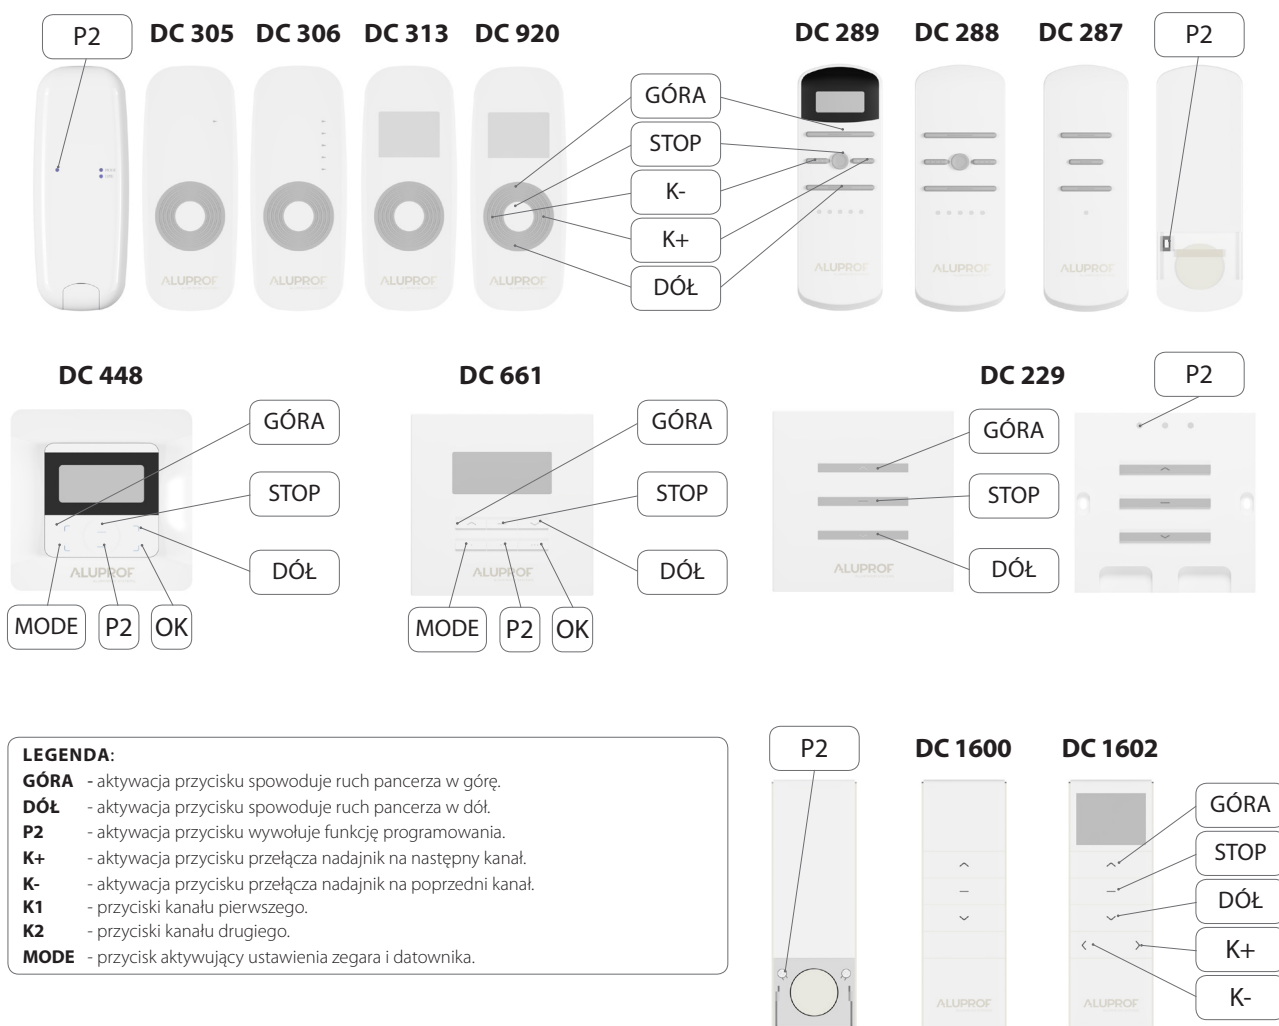 P2
DC 305
DC 306
DC 313
DC 920
DC 289
DC 288
DC 287
P2
GÓRA
STOP
K-
K+
DÓŁ
ALUPROF
ALUPROF
ALUPROF
ALUPROF
ALUPROF
ALUPROF
ALUPROF
DC 448
DC 661
DC 229
P2
GÓRA
STOP
DÓŁ
ALUPROF
MODE
P2
OK
GÓRA
STOP
DÓŁ
ALUPROF
MODE
P2
OK
GÓRA
STOP
DÓŁ
ALUPROF
LEGENDA:
GÓRA - aktywacja przycisku spowoduje ruch pancerza w górę.
DÓŁ - aktywacja przycisku spowoduje ruch pancerza w dół.
P2 - aktywacja przycisku wywołuje funkcję programowania.
K+ - aktywacja przycisku przełącza nadajnik na następny kanał.
K- - aktywacja przycisku przełącza nadajnik na poprzedni kanał.
K1 - przyciski kanału pierwszego.
K2 - przyciski kanału drugiego.
MODE - przycisk aktywujący ustawienia zegara i datownika.
P2
DC 1600
DC 1602
GÓRA
STOP
DÓŁ
K+
K-
ALUPROF
ALUPROF